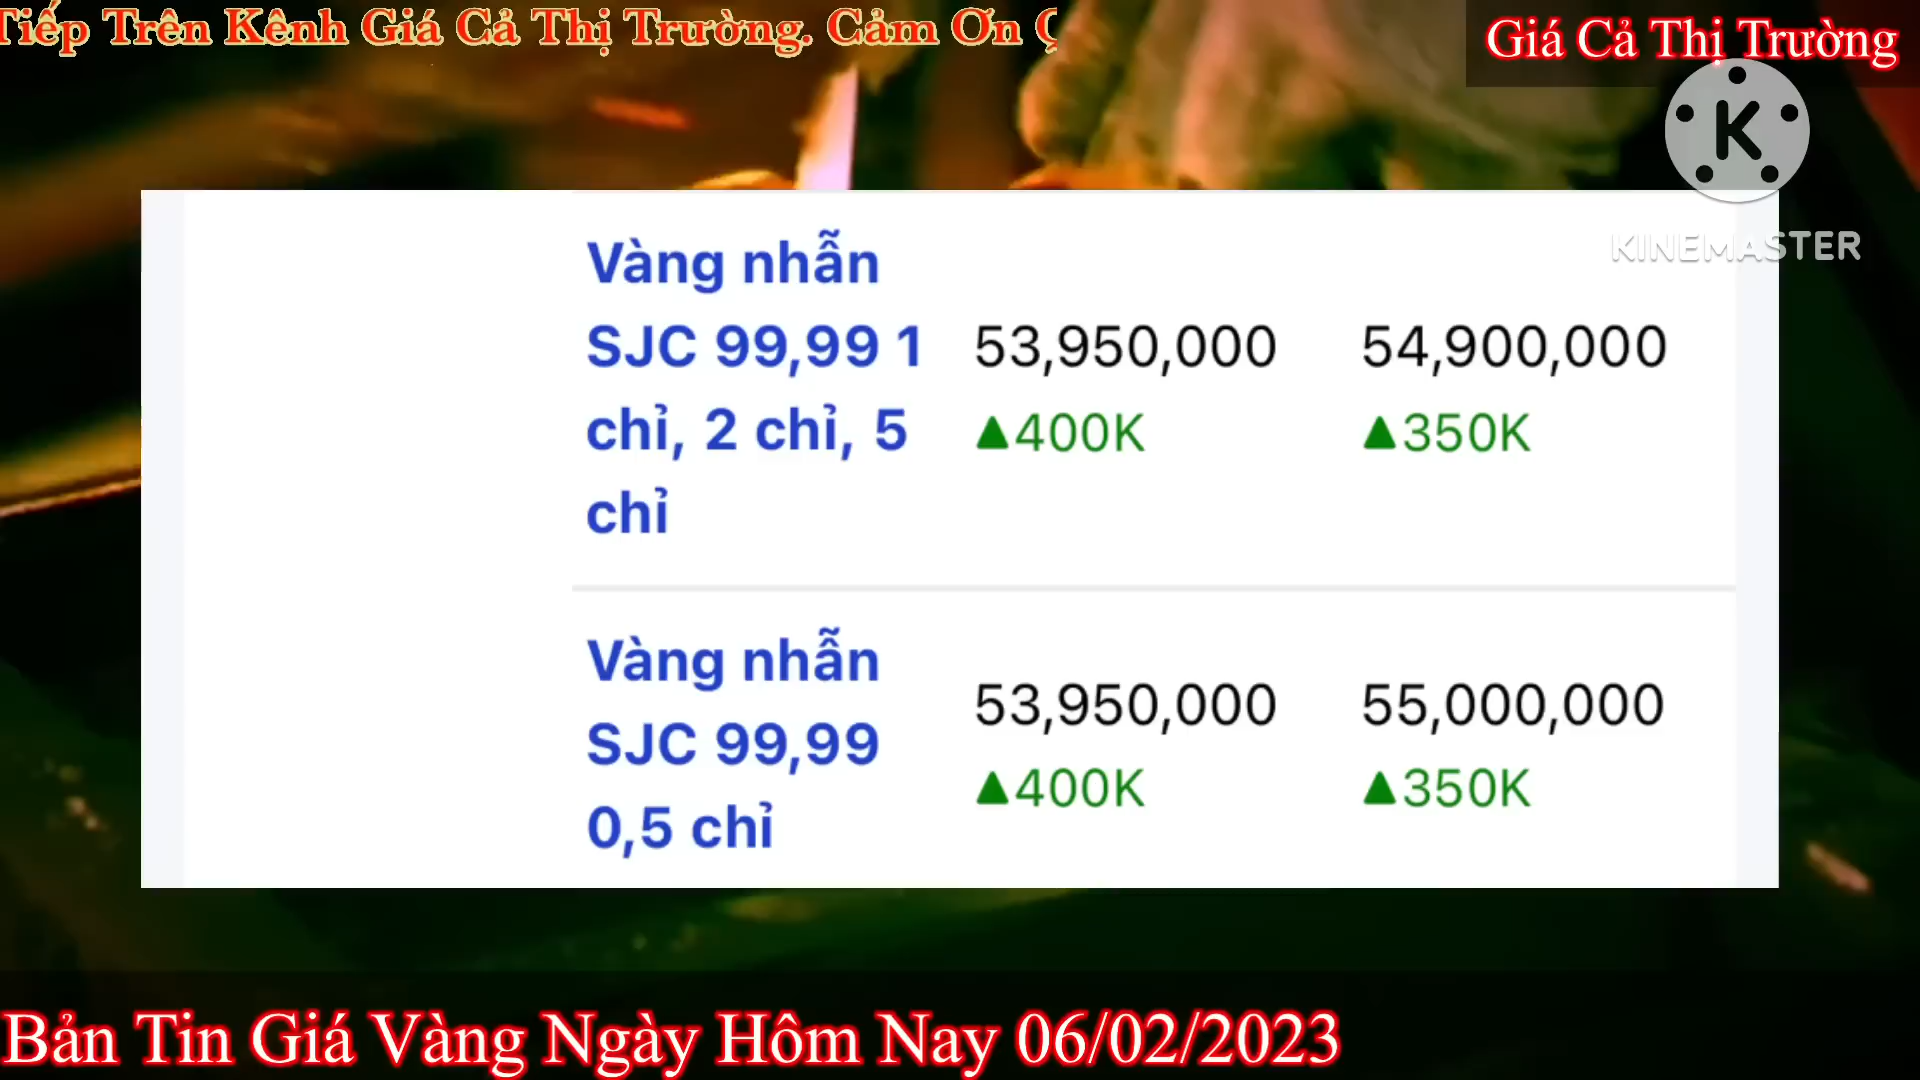 Tiếp Trên Kênh Giá Cả Thị Trường. Cảm Ơn
Giá Cả Thị Trường
KINEMASTER
Vàng nhẫn
SJC 99,99 1
chỉ, 2 chỉ, 5
chỉ
53,950,000
▲400K
54,900,000
▲350K
Vàng nhẫn
SJC 99,99
0,5 chỉ
53,950,000
▲400K
55,000,000
▲350K
Bản Tin Giá Vàng Ngày Hôm Nay 06/02/2023